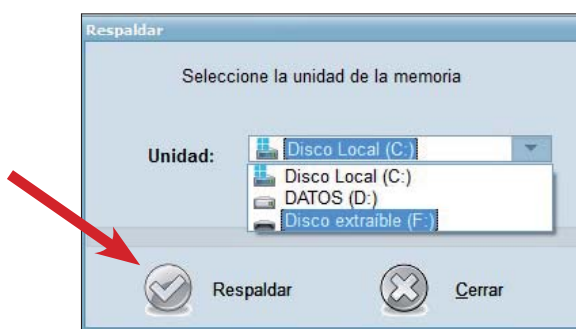 Respaldar
Seleccione la unidad de la memoria
Unidad: Disco Local (C:)
Disco Local (C:)
DATOS (D:)
Disco extraíble (F:)
Respaldar Cerrar